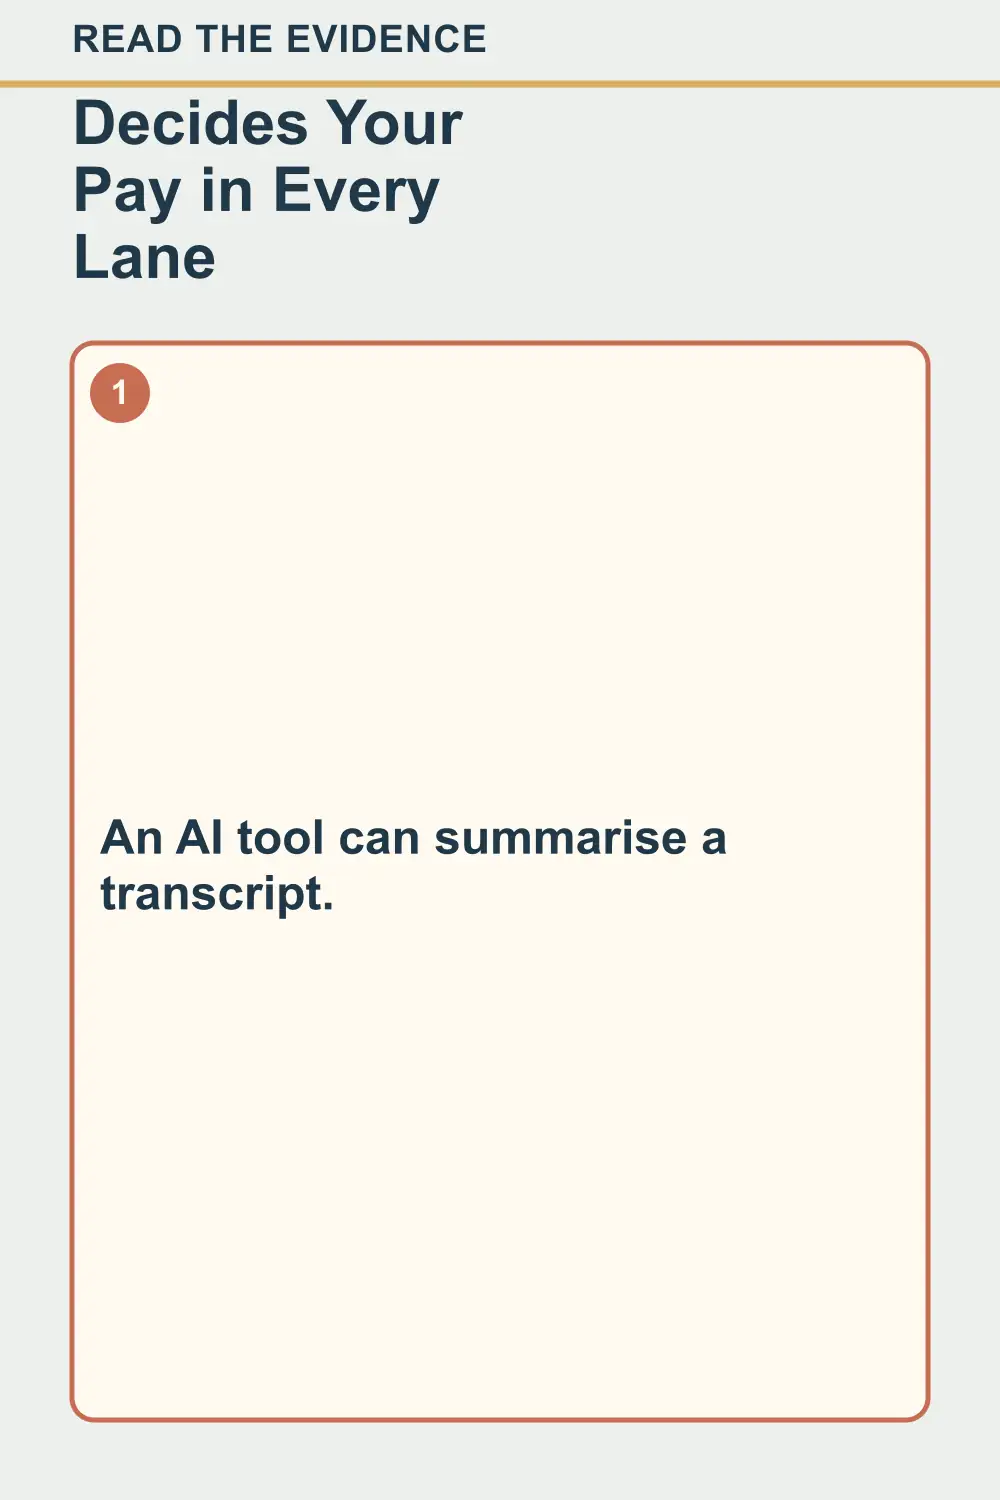 READ THE EVIDENCE
Decides Your
Pay in Every
Lane
1
An AI tool can summarise a
transcript.